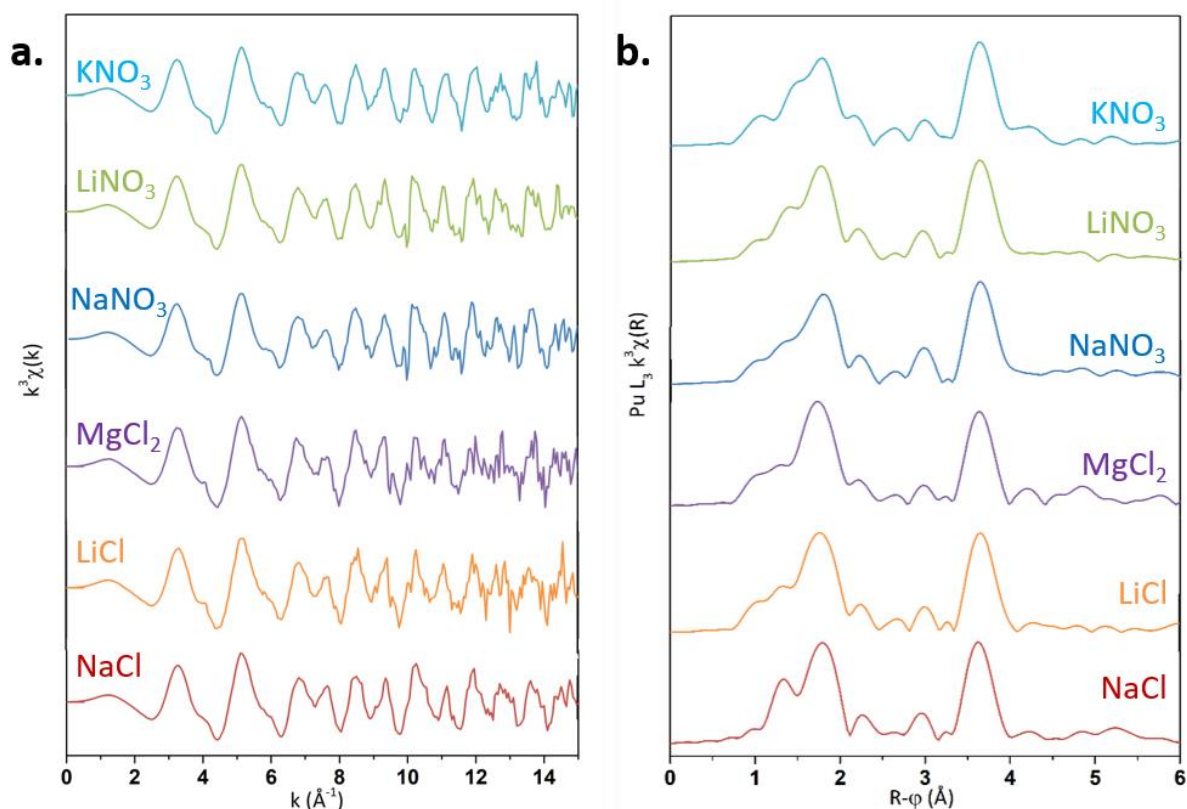 a.
KNO₃
LiNO₃
NaNO₃
MgCl₂
LiCl
NaCl
k³χ(k)
0 2 4 6 8 10 12 14
k (Å⁻¹)
b.
KNO₃
LiNO₃
NaNO₃
MgCl₂
LiCl
NaCl
Pu L₃ k³χ(R)
0 1 2 3 4 5 6
R-φ (Å)